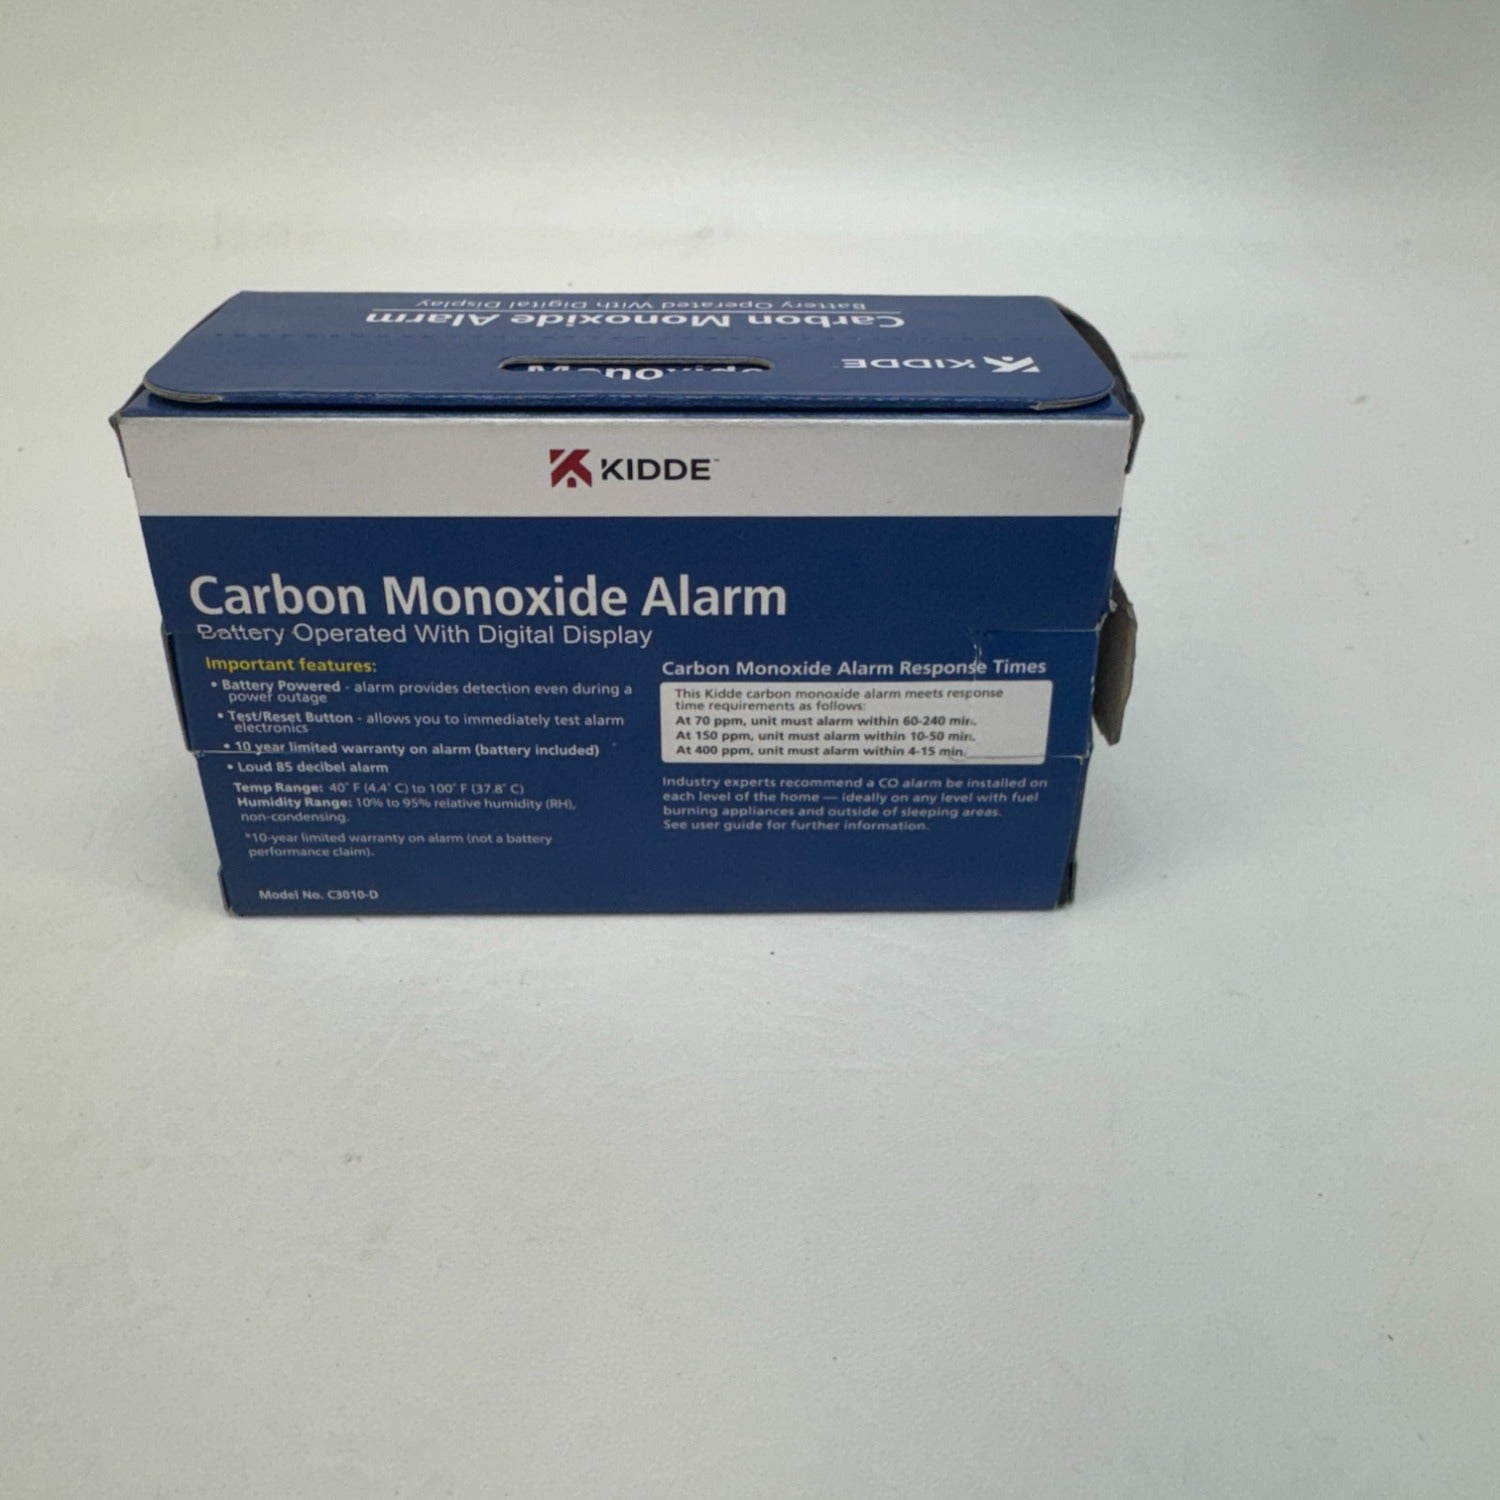 Battery Operated With Digital Display
Carbon Monoxide Alarm
KIDDE
KIDDE™
Carbon Monoxide Alarm
Battery Operated With Digital Display
Important features:
• Battery Powered - alarm provides detection even during a
power outage
• Test/Reset Button - allows you to immediately test alarm
electronics
• 10 year limited warranty on alarm (battery included)
• Loud 85 decibel alarm
Temp Range: 40° F (4.4° C) to 100° F (37.8° C)
Humidity Range: 10% to 95% relative humidity (RH),
non-condensing.
*10-year limited warranty on alarm (not a battery
performance claim).
Model No. C3010-D
Carbon Monoxide Alarm Response Times
This Kidde carbon monoxide alarm meets response
time requirements as follows:
At 70 ppm, unit must alarm within 60-240 min.
At 150 ppm, unit must alarm within 10-50 min.
At 400 ppm, unit must alarm within 4-15 min.
Industry experts recommend a CO alarm be installed on
each level of the home — ideally on any level with fuel
burning appliances and outside of sleeping areas.
See user guide for further information.